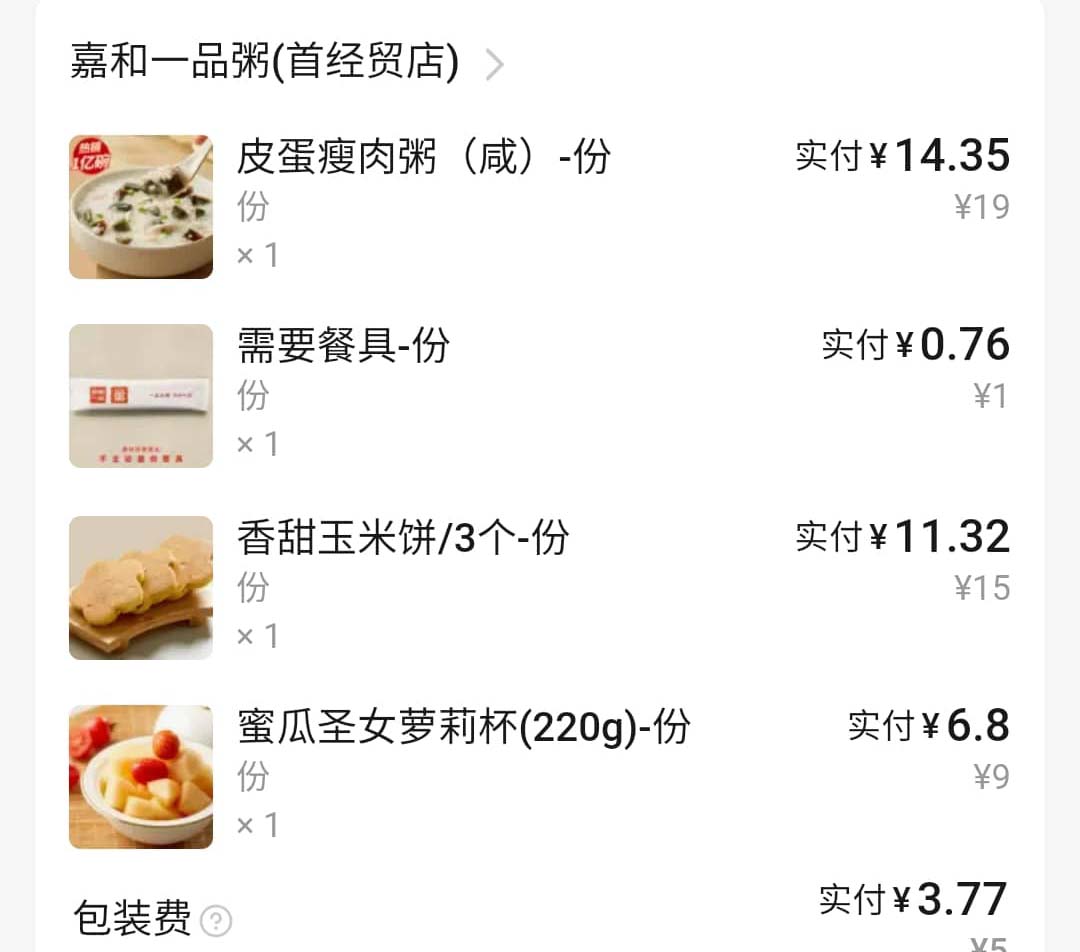 嘉和一品粥(首经贸店)
热销
1亿碗
皮蛋瘦肉粥（咸）-份
实付¥14.35
份
¥19
× 1
需要餐具-份
实付¥0.76
份
¥1
× 1
香甜玉米饼/3个-份
实付¥11.32
份
¥15
× 1
蜜瓜圣女萝莉杯(220g)-份
实付¥6.8
份
¥9
× 1
包装费
?
实付¥3.77
¥5